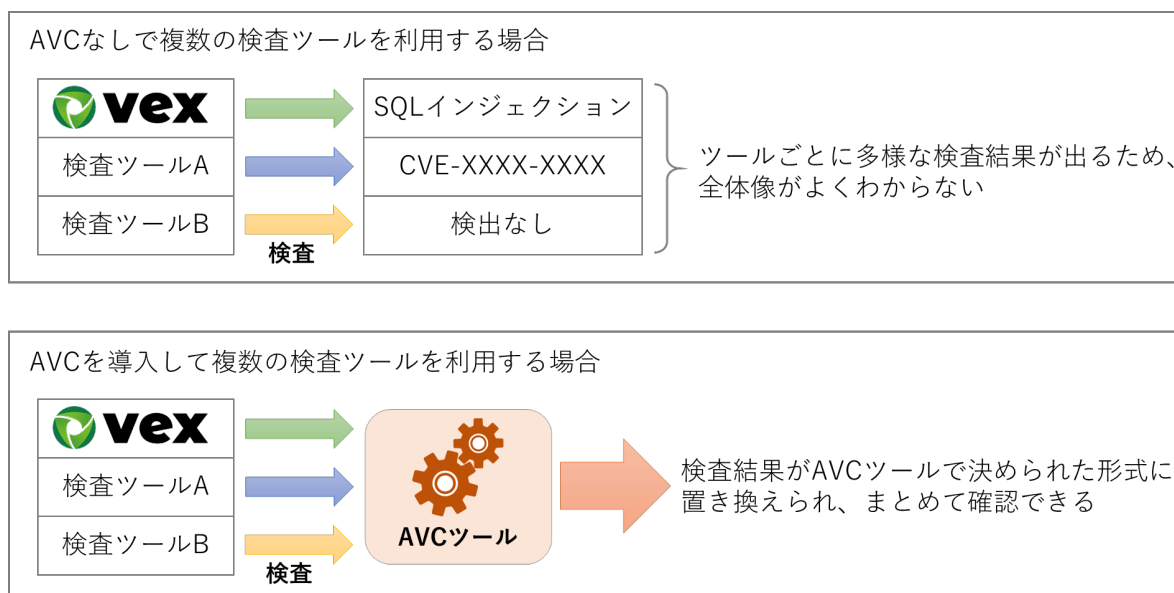 AVCなしで複数の検査ツールを利用する場合
vex
SQLインジェクション
検査ツールA
CVE-XXXX-XXXX
検査ツールB
検出なし
検査
ツールごとに多様な検査結果が出るため、
全体像がよくわからない
AVCを導入して複数の検査ツールを利用する場合
vex
検査ツールA
検査ツールB
検査
AVCツール
検査結果がAVCツールで決められた形式に
置き換えられ、まとめて確認できる